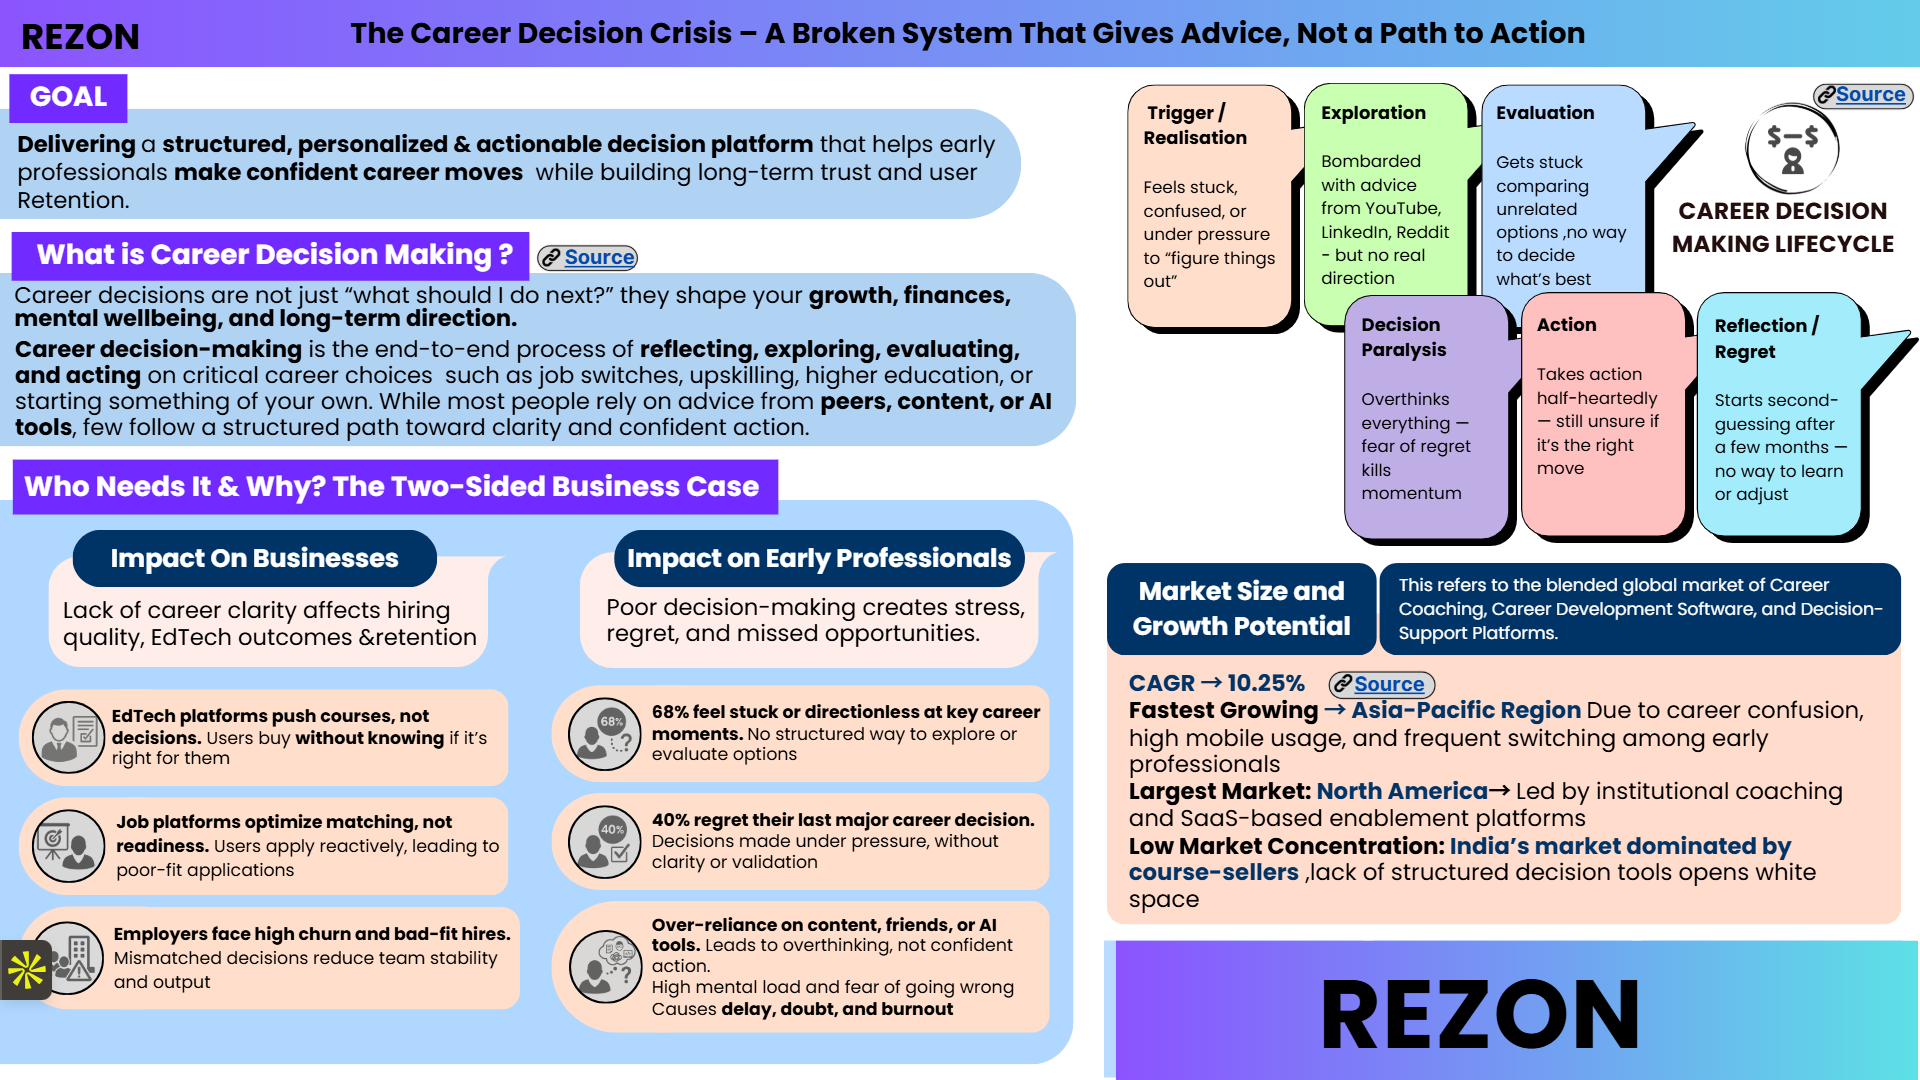 REZON
The Career Decision Crisis – A Broken System That Gives Advice, Not a Path to Action
GOAL
Delivering a structured, personalized & actionable decision platform that helps early
professionals make confident career moves while building long-term trust and user
Retention.
What is Career Decision Making ?
Source
Career decisions are not just “what should I do next?” they shape your growth, finances,
mental wellbeing, and long-term direction.
Career decision-making is the end-to-end process of reflecting, exploring, evaluating,
and acting on critical career choices such as job switches, upskilling, higher education, or
starting something of your own. While most people rely on advice from peers, content, or AI
tools, few follow a structured path toward clarity and confident action.
Who Needs It & Why? The Two-Sided Business Case
Impact On Businesses
Lack of career clarity affects hiring
quality, EdTech outcomes &retention
EdTech platforms push courses, not
decisions. Users buy without knowing if it’s
right for them
Job platforms optimize matching, not
readiness. Users apply reactively, leading to
poor-fit applications
Employers face high churn and bad-fit hires.
Mismatched decisions reduce team stability
and output
Impact on Early Professionals
Poor decision-making creates stress,
regret, and missed opportunities.
68%
68% feel stuck or directionless at key career
moments. No structured way to explore or
evaluate options
40%
40% regret their last major career decision.
Decisions made under pressure, without
clarity or validation
Over-reliance on content, friends, or AI
tools. Leads to overthinking, not confident
action.
High mental load and fear of going wrong
Causes delay, doubt, and burnout
Trigger /
Realisation
Feels stuck,
confused, or
under pressure
to “figure things
out”
Exploration
Bombarded
with advice
from YouTube,
LinkedIn, Reddit
- but no real
direction
Evaluation
Gets stuck
comparing
unrelated
options ,no way
to decide
what’s best
Source
CAREER DECISION
MAKING LIFECYCLE
Decision
Paralysis
Overthinks
everything —
fear of regret
kills
momentum
Action
Takes action
half-heartedly
— still unsure if
it’s the right
move
Reflection /
Regret
Starts second-
guessing after
a few months —
no way to learn
or adjust
Market Size and
Growth Potential
This refers to the blended global market of Career
Coaching, Career Development Software, and Decision-
Support Platforms.
CAGR → 10.25%
Source
Fastest Growing → Asia-Pacific Region Due to career confusion,
high mobile usage, and frequent switching among early
professionals
Largest Market: North America→ Led by institutional coaching
and SaaS-based enablement platforms
Low Market Concentration: India’s market dominated by
course-sellers ,lack of structured decision tools opens white
space
REZON